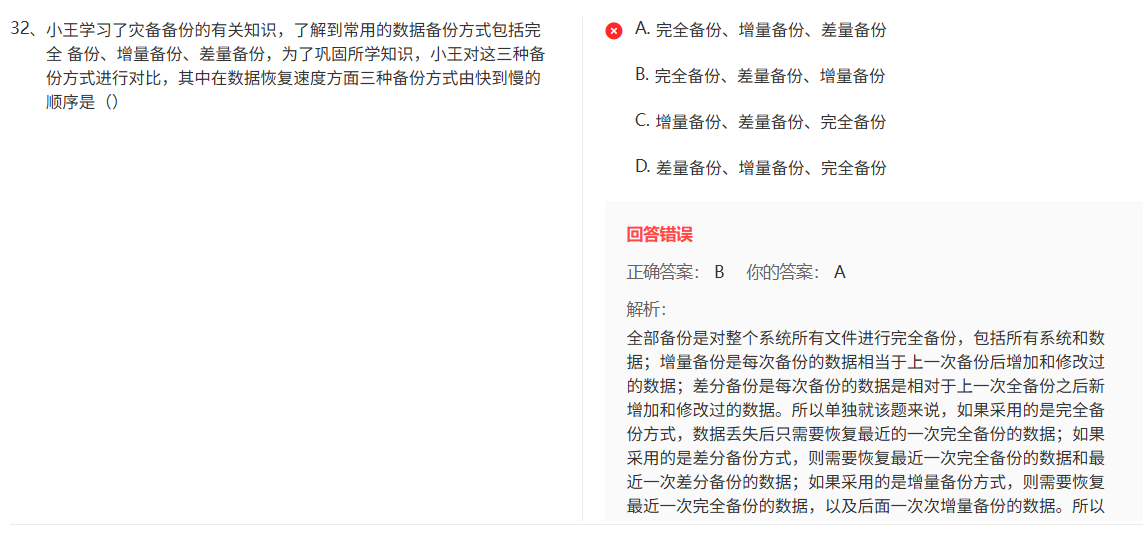 32、小王学习了灾备备份的有关知识，了解到常用的数据备份方式包括完
全 备份、增量备份、差量备份，为了巩固所学知识，小王对这三种备
份方式进行对比，其中在数据恢复速度方面三种备份方式由快到慢的
顺序是（）
A. 完全备份、增量备份、差量备份
B. 完全备份、差量备份、增量备份
C. 增量备份、差量备份、完全备份
D. 差量备份、增量备份、完全备份
回答错误
正确答案： B 你的答案： A
解析：
全部备份是对整个系统所有文件进行完全备份，包括所有系统和数
据；增量备份是每次备份的数据相当于上一次备份后增加和修改过
的数据；差分备份是每次备份的数据是相对于上一次全备份之后新
增加和修改过的数据。所以单独就该题来说，如果采用的是完全备
份方式，数据丢失后只需要恢复最近的一次完全备份的数据；如果
采用的是差分备份方式，则需要恢复最近一次完全备份的数据和最
近一次差分备份的数据；如果采用的是增量备份方式，则需要恢复
最近一次完全备份的数据，以及后面一次次增量备份的数据。所以